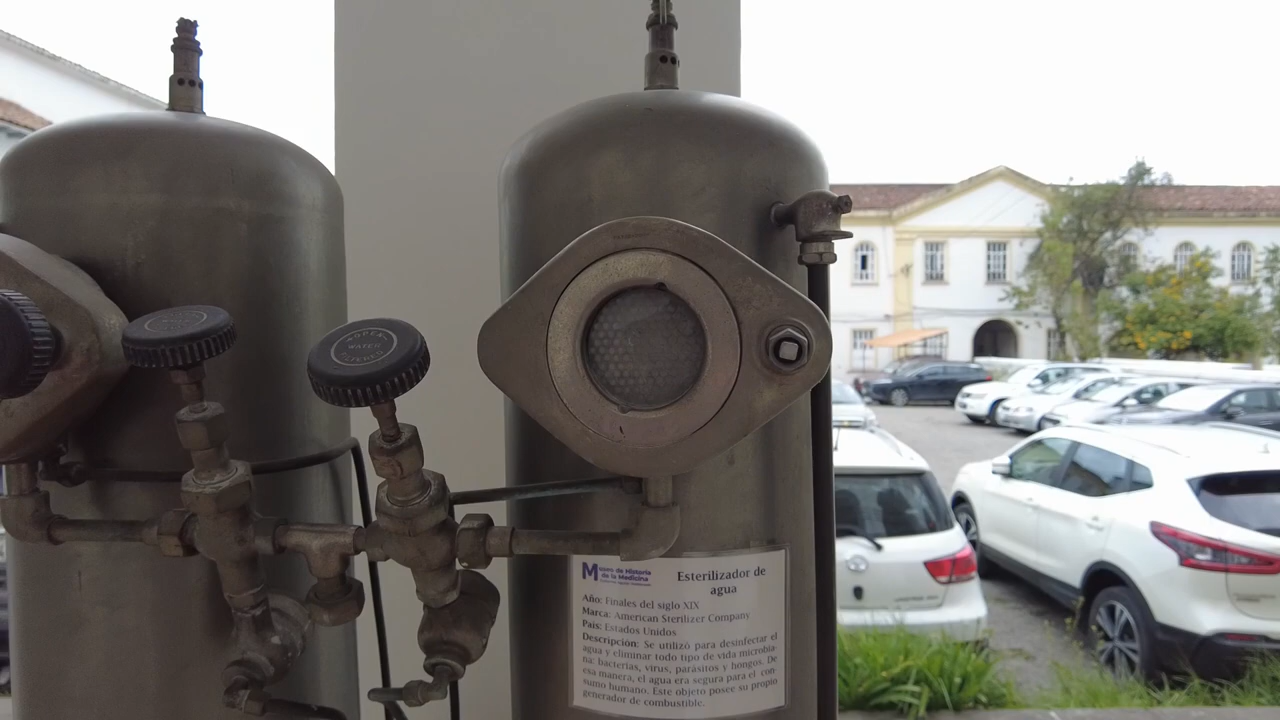 OPEN
WATER
FILTERED
Museo de Historia
de la Medicina
Esterilizador de
agua
Año: Finales del siglo XIX
Marca: American Sterilizer Company
País: Estados Unidos
Descripción: Se utilizó para desinfectar el
agua y eliminar todo tipo de vida microbia-
na: bacterias, virus, parásitos y hongos. De
esa manera, el agua era segura para el con
sumo humano. Este objeto posee su propio
generador de combustible.